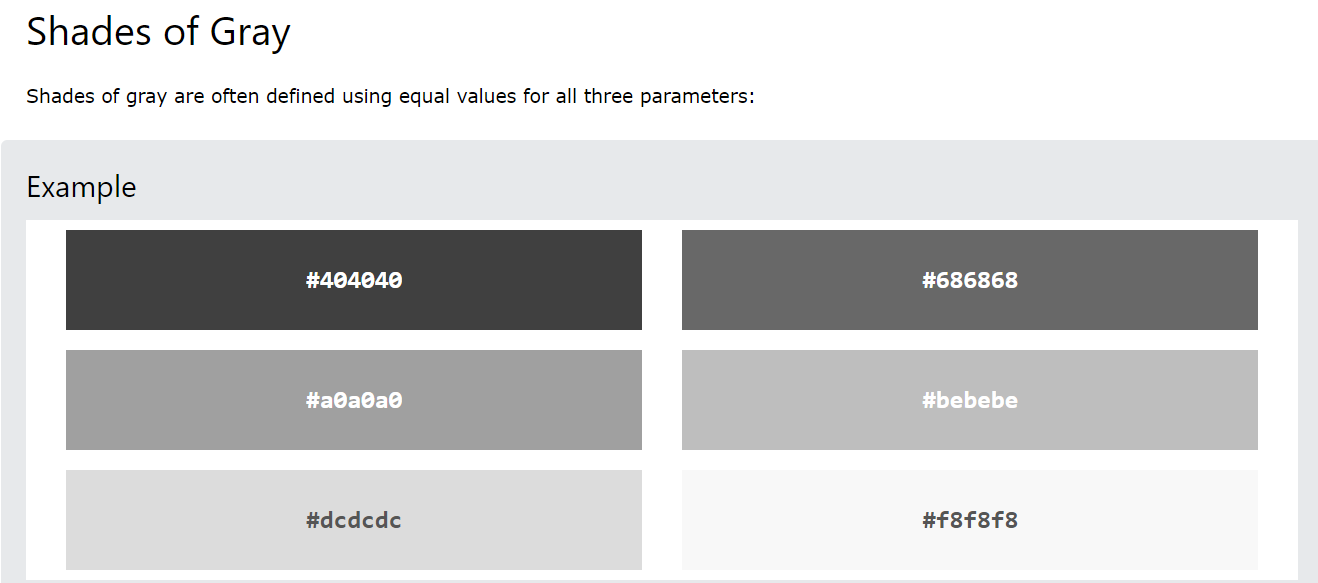 Shades of Gray
Shades of gray are often defined using equal values for all three parameters:
Example
#404040
#686868
#a0a0a0
#bebebe
#dcdcdc
#f8f8f8